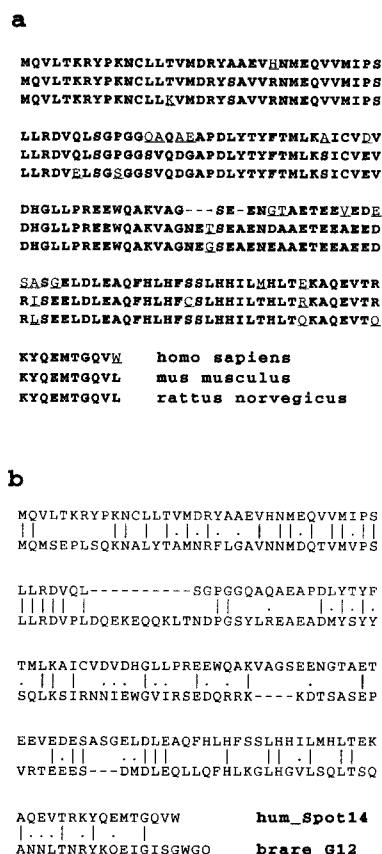 a
MQVLTKRYPKNCLLTVMDRYAAEVHNMEQVVMIPS
MQVLTKRYPKNCLLTVMDRYSAVVRNMEQVVMIPS
MQVLTKRYPKNCLLKVMDRYSAVVRNMEQVVMIPS
LLRDVQLSGPGGQAQAEAPDLYTYFTMLKAICVDV
LLRDVQLSGPGGSVQDGAPDLYTYFTMLKSICVEV
LLRDVELSGSGGSVQDGAPDLYTYFTMLKSICVEV
DHGLLPREEWQAKVAG---SE-ENGTAETEEVEDE
DHGLLPREEWQAKVAGNETSEAENDAAETEEAEED
DHGLLPREEWQAKVAGNEGSEAENEAAETEEAEED
SASGELDLEAQFHLHFSSLHHILMHLTEKAQEVTR
RISEELDLEAQFHLHFCSLHHILTHLTRKAQEVTR
RLSEELDLEAQFHLHFSSLHHILTHLTQKAQEVTQ
KYQEMTGQVW homo sapiens
KYQEMTGQVL mus musculus
KYQEMTGQVL rattus norvegicus
b
MQVLTKRYPKNCLLTVMDRYAAEVHNMEQVVMIPS
MQMSEPLSQKNALYTAMNRFLGAVNNMDQTVMVPS
LLRDVQL----------SGPGGQAQAEAPDLYTYF
LLRDVPLDQEKEQQKLTNDPGSYLREAEADMYSYY
TMLKAICVDVDHGLLPREEWQAKVAGSEENGTAET
SQLKSIRNNIEWGVIRSEDQRRK----KDTSASEP
EEVEDESASGELDLEAQFHLHFSSLHHILMHLTEK
VRTEEES---DMDLEQLLQFHLKGLHGVLSQLTSQ
AQEVTRKYQEMTGQVW hum_Spot14
ANNLTNRYKQEIGISGWGQ brare G12